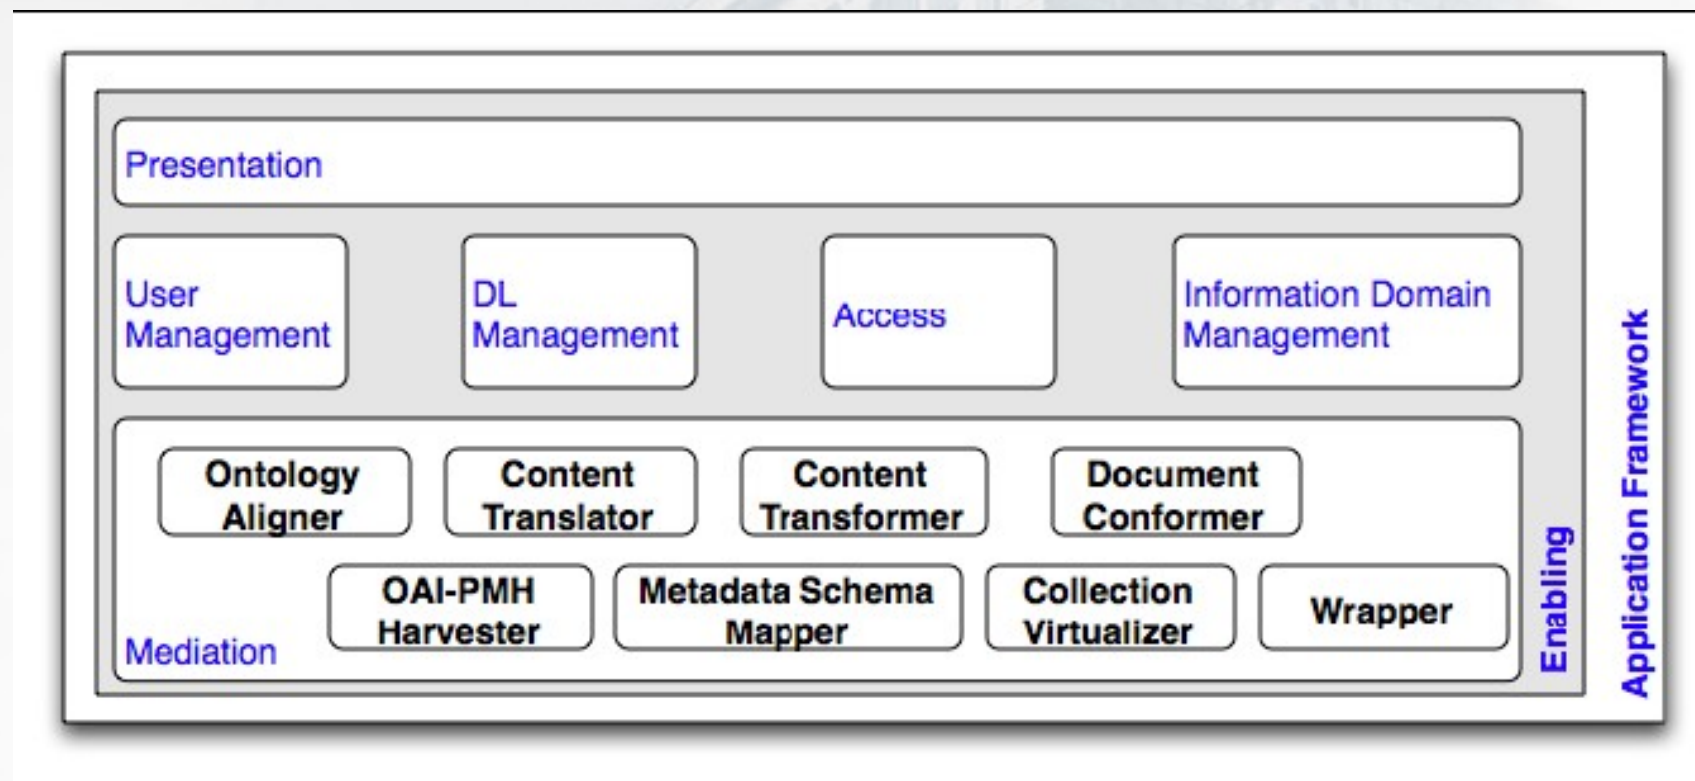 Presentation
User
Management
DL
Management
Access
Information Domain
Management
Ontology
Aligner
Content
Translator
Content
Transformer
Document
Conformer
OAI-PMH
Harvester
Metadata Schema
Mapper
Collection
Virtualizer
Wrapper
Mediation
Enabling
Application Framework